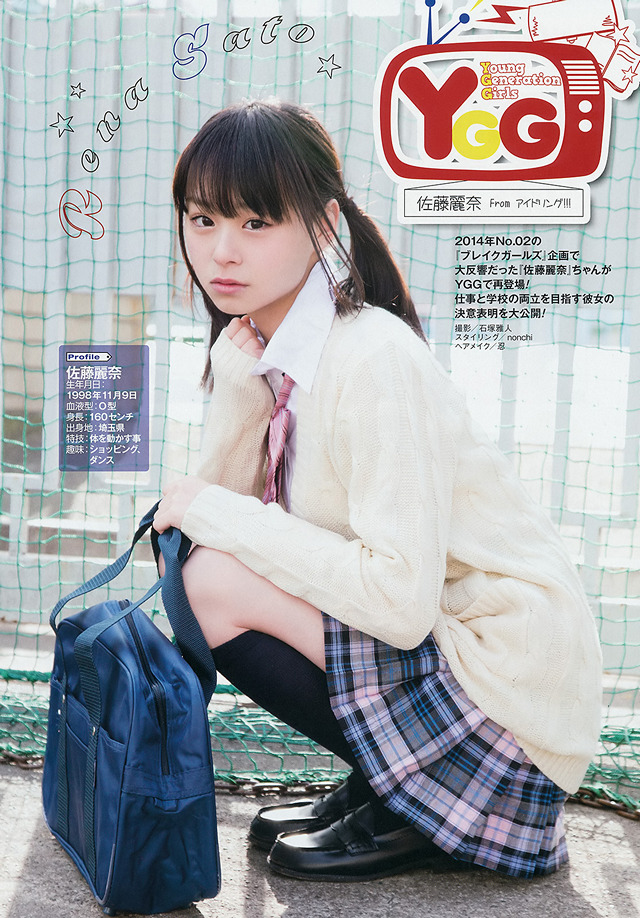 Rena Sato
Young
Generation
Girls
YGG
佐藤麗奈 From アイドリング!!!
2014年No.02の
『ブレイクガールズ』企画で
大反響だった『佐藤麗奈』ちゃんが
YGGで再登場!
仕事と学校の両立を目指す彼女の
決意表明を大公開!
撮影/石塚雅人
スタイリング/nonchi
ヘアメイク/忍
Profile
佐藤麗奈
生年月日:
1998年11月9日
血液型:O型
身長:160センチ
出身地:埼玉県
特技:体を動かす事
趣味:ショッピング、
ダンス